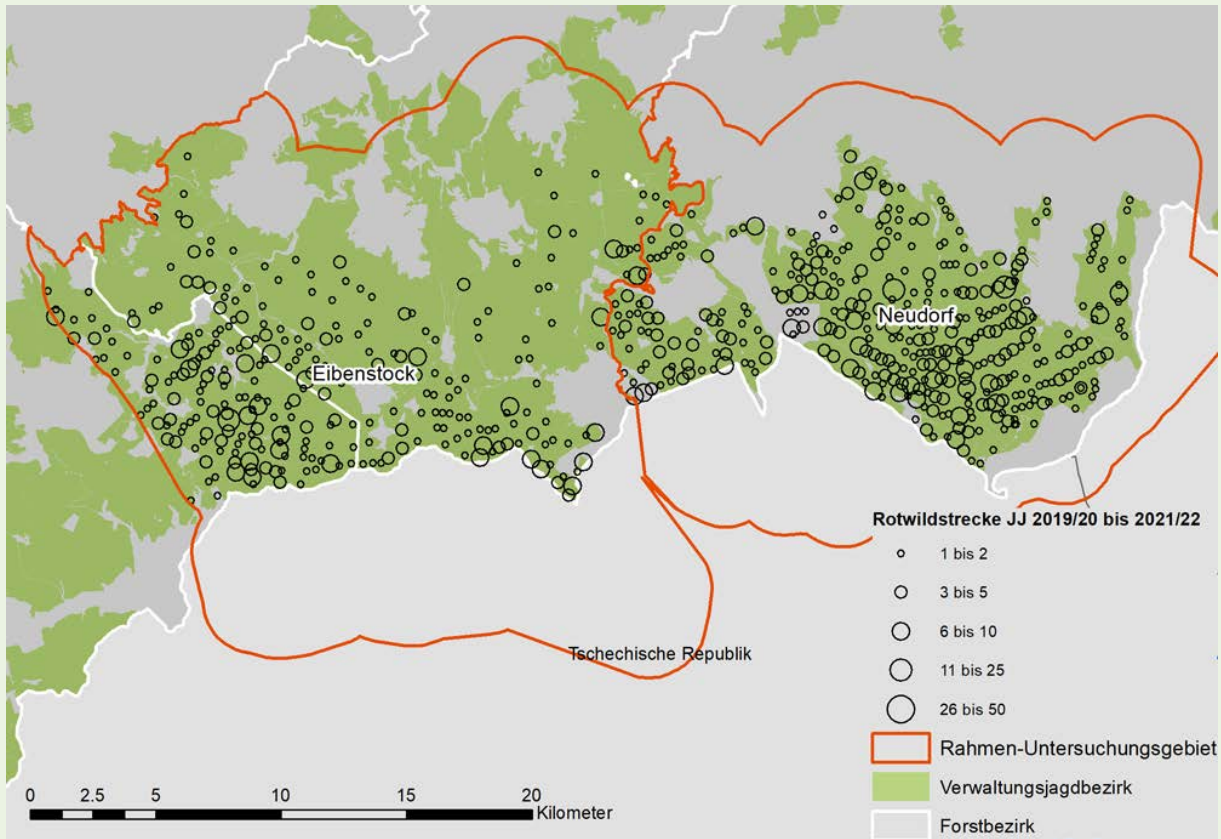 Neudorf
Eibenstock
Rotwildstrecke JJ 2019/20 bis 2021/22
1 bis 2
3 bis 5
6 bis 10
11 bis 25
26 bis 50
Rahmen-Untersuchungsgebiet
Verwaltungsjagdbezirk
Forstbezirk
Tschechische Republik
0 2.5 5 10 15 20
Kilometer